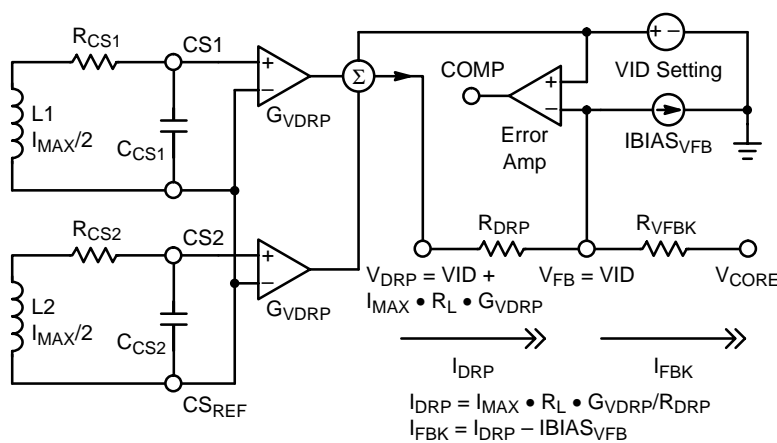 R_CS1
CS1
+
−
G_VDRP
Σ
L1
I_MAX/2
C_CS1
COMP
+
−
Error
Amp
+ −
VID Setting
IBIAS_VFB
R_CS2
CS2
+
−
G_VDRP
L2
I_MAX/2
C_CS2
CS_REF
R_DRP
R_VFBK
V_DRP = VID +
I_MAX • R_L • G_VDRP
V_FB = VID
V_CORE
I_DRP
I_FBK
I_DRP = I_MAX • R_L • G_VDRP/R_DRP
I_FBK = I_DRP – IBIAS_VFB